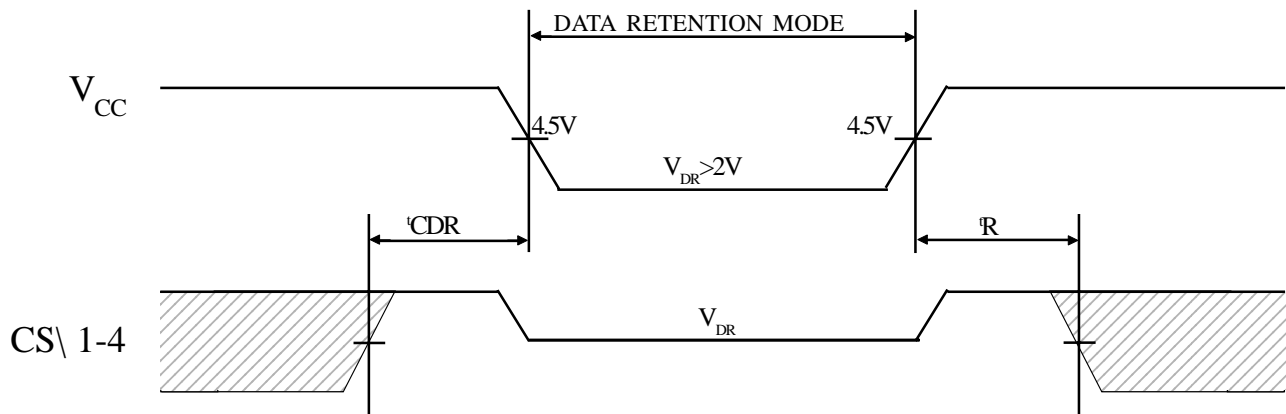 DATA RETENTION MODE
VCC
4.5V 4.5V
VDR>2V
tCDR tR
CS\ 1-4
VDR